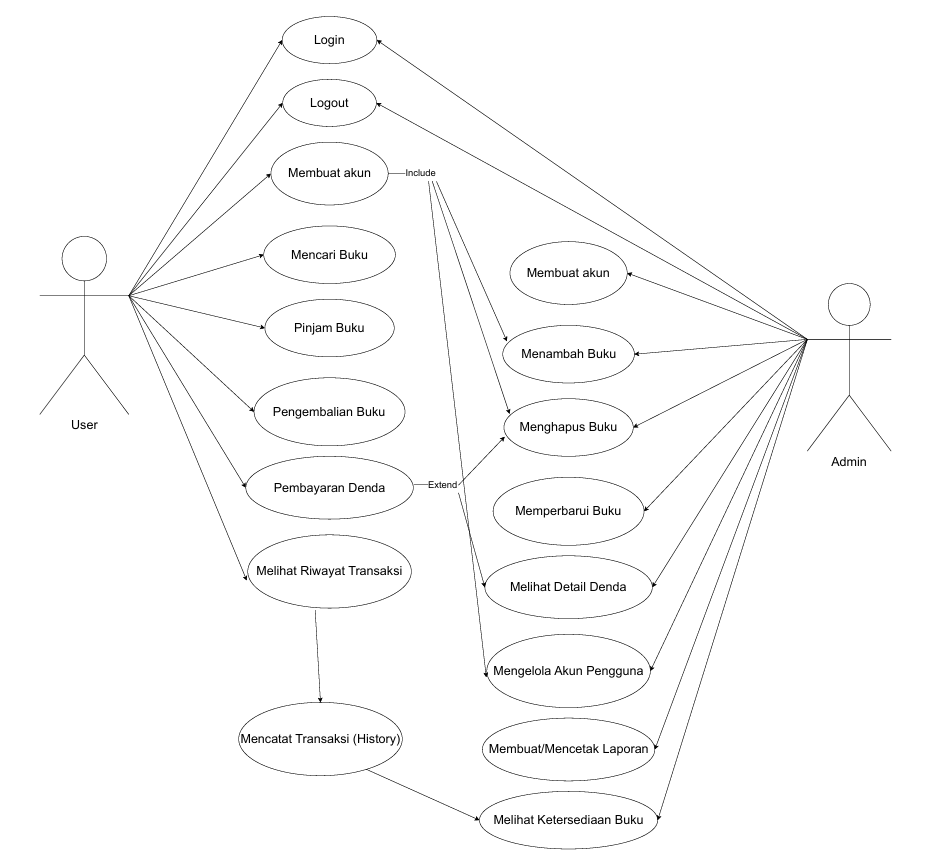 Login
Logout
Membuat akun
Include
Mencari Buku
Membuat akun
Pinjam Buku
Menambah Buku
Pengembalian Buku
Menghapus Buku
User
Admin
Pembayaran Denda
Extend
Memperbarui Buku
Melihat Riwayat Transaksi
Melihat Detail Denda
Mengelola Akun Pengguna
Mencatat Transaksi (History)
Membuat/Mencetak Laporan
Melihat Ketersediaan Buku